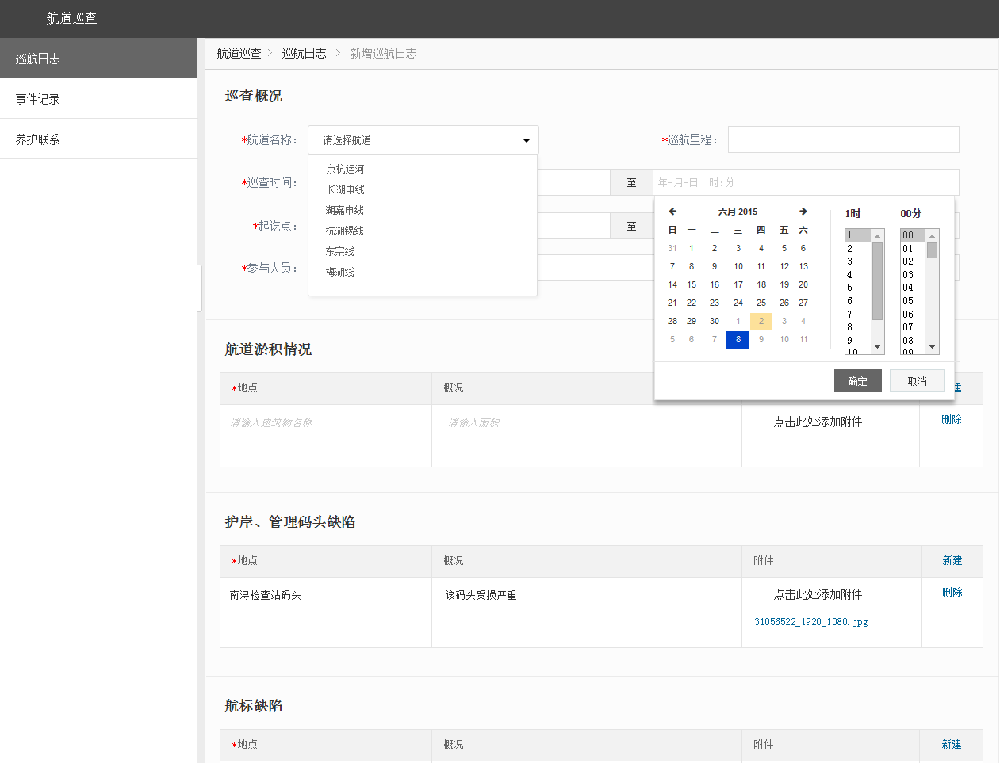 航道巡查
巡航日志
事件记录
养护联系
航道巡查 > 巡航日志 > 新增巡航日志
巡查概况
*航道名称： 请选择航道
*巡航里程：
京杭运河
长湖申线
湖嘉申线
杭湖锡线
东宗线
梅湖线
*巡查时间： 至 年-月-日 时:分
*起讫点： 至
*参与人员：
六月 2015
日 一 二 三 四 五 六
31 1 2 3 4 5 6
7 8 9 10 11 12 13
14 15 16 17 18 19 20
21 22 23 24 25 26 27
28 29 30 1 2 3 4
5 6 7 8 9 10 11
1时
1
2
3
4
5
6
7
8
9
10
00分
00
01
02
03
04
05
06
07
08
09
确定 取消
航道淤积情况
*地点 概况 建
请输入建筑物名称 请输入面积 点击此处添加附件 删除
护岸、管理码头缺陷
*地点 概况 附件 新建
南浔检查站码头 该码头受损严重 点击此处添加附件 删除
31056522_1920_1080.jpg
航标缺陷
*地点 概况 附件 新建